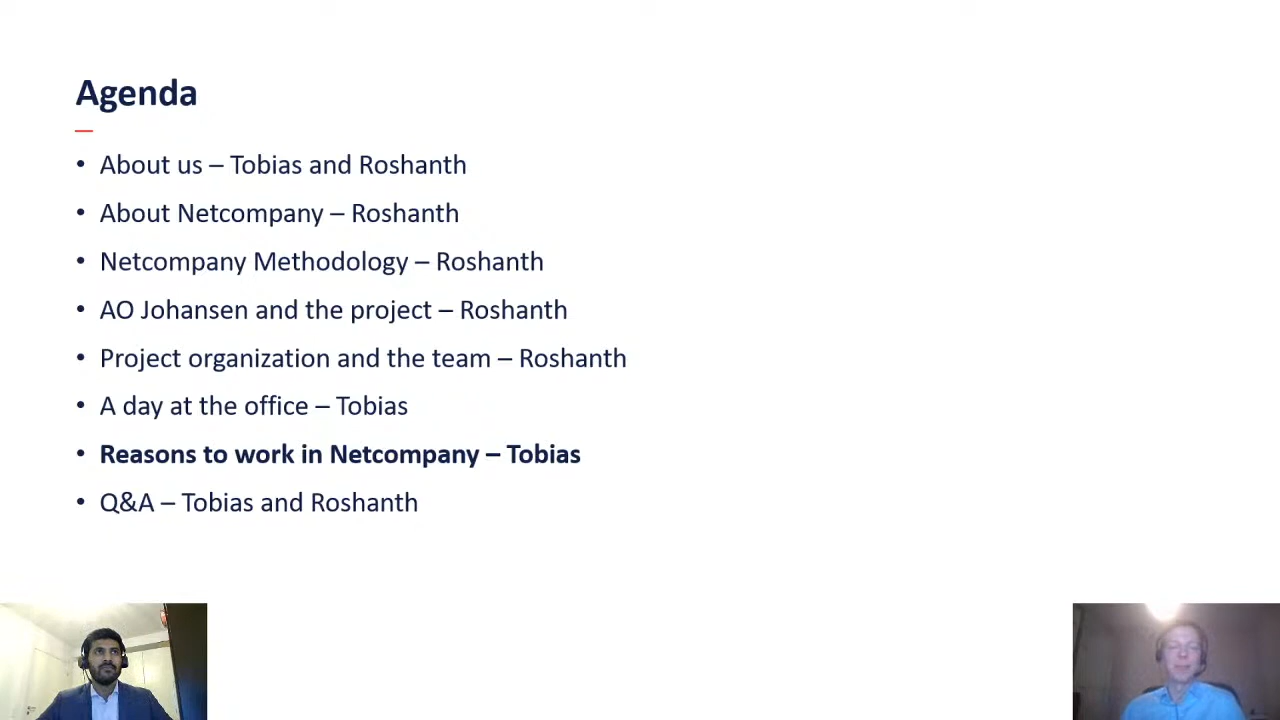 Agenda
• About us – Tobias and Roshanth
• About Netcompany – Roshanth
• Netcompany Methodology – Roshanth
• AO Johansen and the project – Roshanth
• Project organization and the team – Roshanth
• A day at the office – Tobias
• Reasons to work in Netcompany – Tobias
• Q&A – Tobias and Roshanth